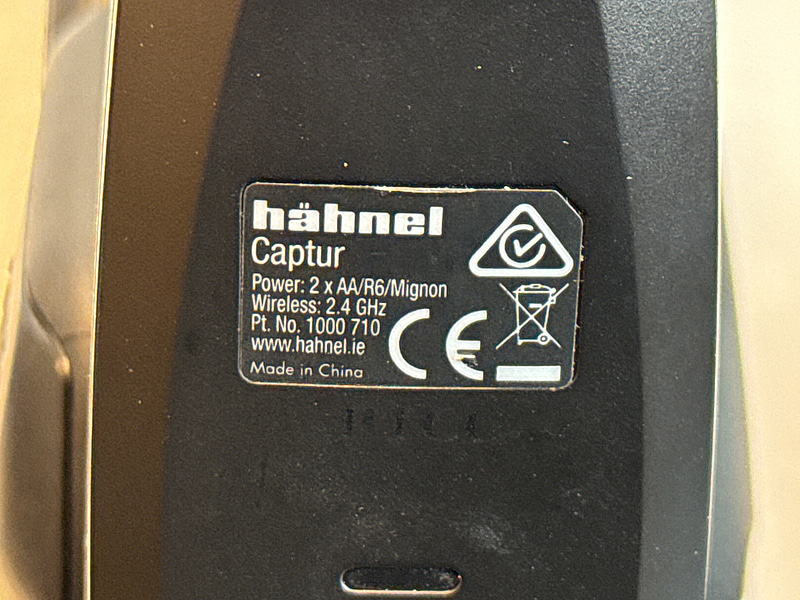 hähnel
Captur
Power: 2 x AA/R6/Mignon
Wireless: 2.4 GHz
Pt. No. 1000 710
www.hahnel.ie
Made in China
CE